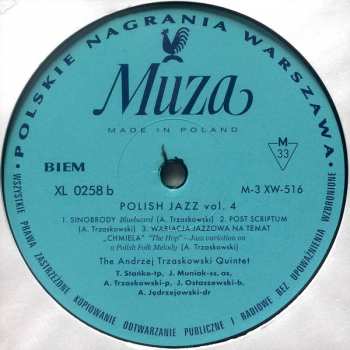 • POLSKIE NAGRANIA WARSZAWA •
Muza
MADE IN POLAND
BIEM
M
33
XL 0258 b
M-3 XW-516
POLISH JAZZ vol. 4
1. SINOBRODY Bluebeard (A. Trzaskowski) 2. POST SCRIPTUM
(A. Trzaskowski) 3. WARIACJA JAZZOWA NA TEMAT
„CHMIELA" "The Hop" – Jazz variation on
a Polish Folk Melody (A. Trzaskowski)
The Andrzej Trzaskowski Quintet
T. Stańko-tp, J. Muniak-ss, as,
A. Trzaskowski-p, J. Ostaszewski-b,
A. Jędrzejowski-dr
WSZYSTKIE PRAWA ZASTRZEŻONE KOPIOWANIE ODTWARZANIE PUBLICZNE I RADIOWE BEZ UPOWAŻNIENIA WZBRONIONE